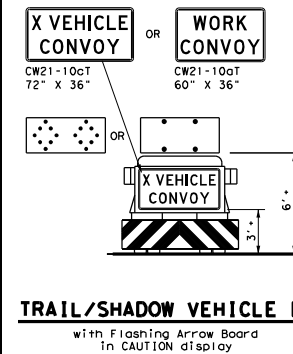 X VEHICLE
CONVOY
OR
WORK
CONVOY
CW21-10cT
72" X 36"
CW21-10aT
60" X 36"
OR
X VEHICLE
CONVOY
6'+
3'+
TRAIL/SHADOW VEHICLE
with Flashing Arrow Board
in CAUTION display